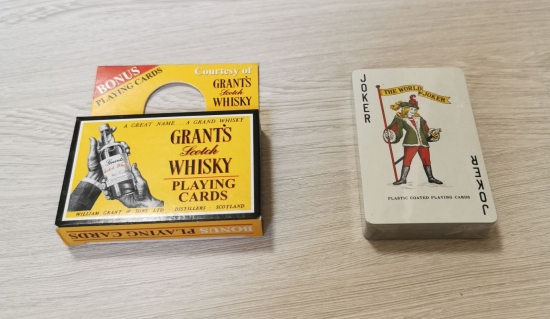 BONUS
PLAYING CARDS
Courtesy of
GRANT'S
Scotch
WHISKY
A GREAT NAME A GRAND WHISKY
GRANT'S
Scotch
WHISKY
PLAYING
CARDS
WILLIAM GRANT & SONS LTD DISTILLERS SCOTLAND
BONUS PLAYING CARDS
JOKER
THE WORLD JOKER
JOKER
PLASTIC COATED PLAYING CARDS